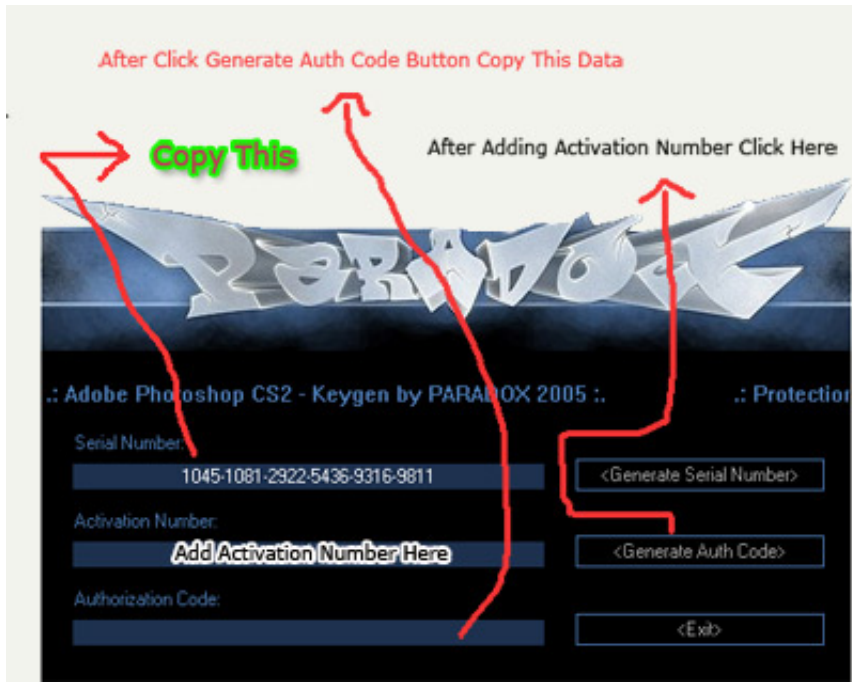 After Click Generate Auth Code Button Copy This Data
Copy This
After Adding Activation Number Click Here
PARADOX
.: Adobe Photoshop CS2 - Keygen by PARADOX 2005 :. .: Protection
Serial Number:
1045-1081-2922-5436-9316-9811
<Generate Serial Number>
Activation Number:
Add Activation Number Here
<Generate Auth Code>
Authorization Code:
<Exit>